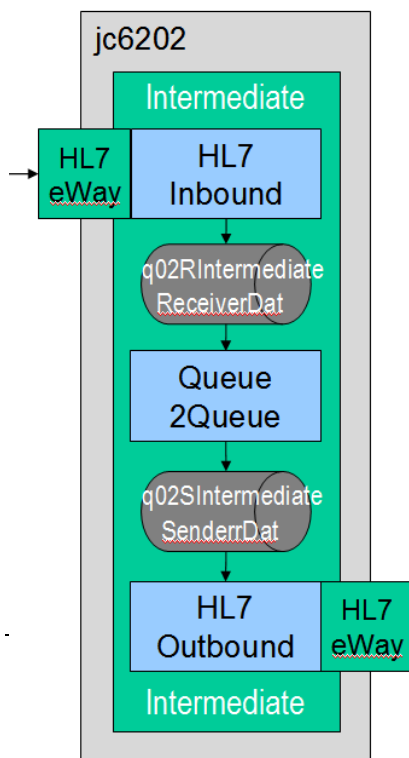 jc6202
Intermediate
HL7
eWay
HL7
Inbound
q02RIntermediate
ReceiverDat
Queue
2Queue
q02SIntermediate
SenderrDat
HL7
Outbound
HL7
eWay
Intermediate